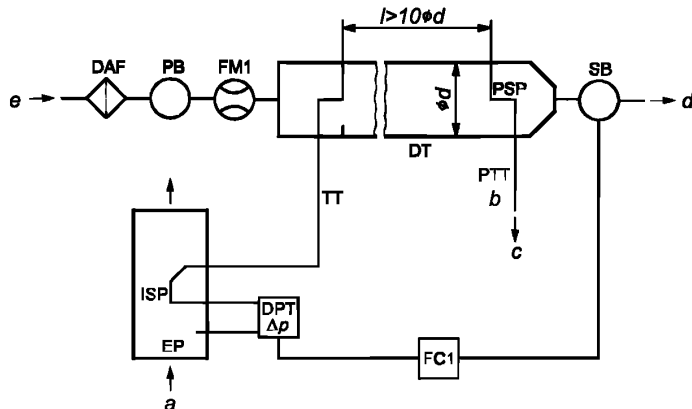 l>10ϕd
DAF
PB
FM1
SB
e
ϕd
PSP
d
DT
TT
PTT
b
c
ISP
DPT
Δp
EP
FC1
a